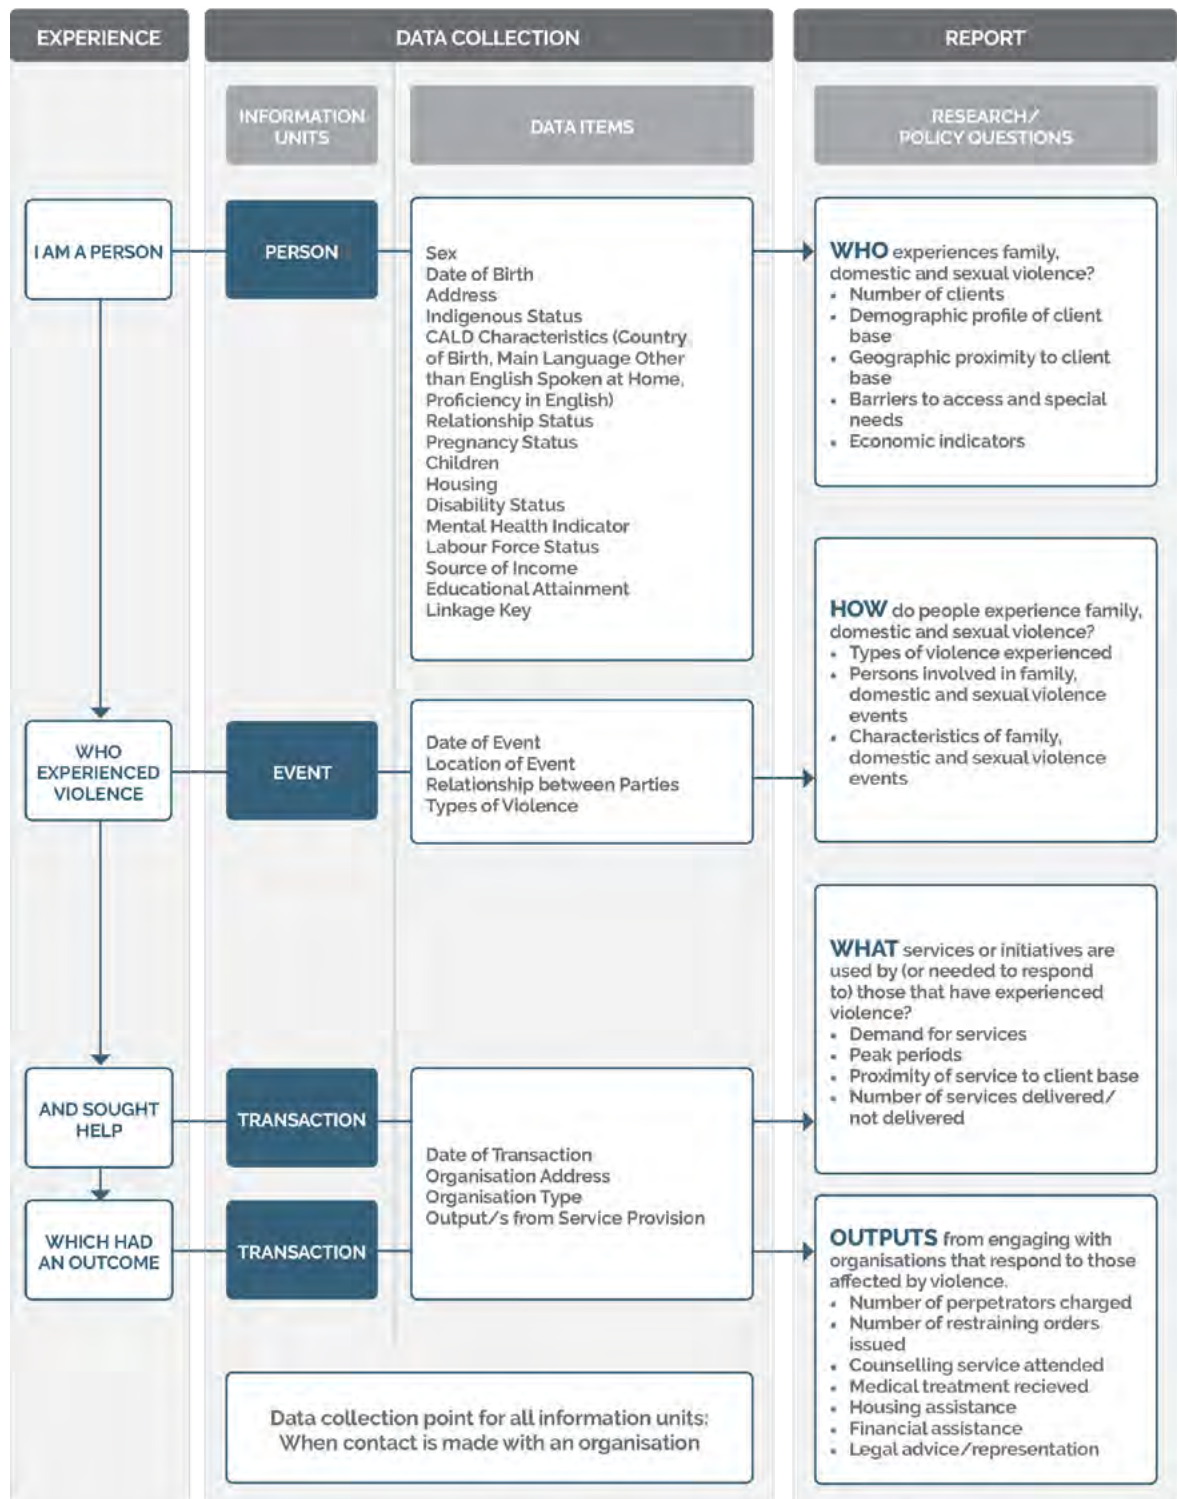 EXPERIENCE
DATA COLLECTION
REPORT
INFORMATION
UNITS
DATA ITEMS
RESEARCH/
POLICY QUESTIONS
I AM A PERSON
PERSON
Sex
Date of Birth
Address
Indigenous Status
CALD Characteristics (Country
of Birth, Main Language Other
than English Spoken at Home,
Proficiency in English)
Relationship Status
Pregnancy Status
Children
Housing
Disability Status
Mental Health Indicator
Labour Force Status
Source of Income
Educational Attainment
Linkage Key
WHO experiences family,
domestic and sexual violence?
• Number of clients
• Demographic profile of client
base
• Geographic proximity to client
base
• Barriers to access and special
needs
• Economic indicators
WHO
EXPERIENCED
VIOLENCE
EVENT
Date of Event
Location of Event
Relationship between Parties
Types of Violence
HOW do people experience family,
domestic and sexual violence?
• Types of violence experienced
• Persons involved in family,
domestic and sexual violence
events
• Characteristics of family,
domestic and sexual violence
events
AND SOUGHT
HELP
TRANSACTION
WHICH HAD
AN OUTCOME
TRANSACTION
Date of Transaction
Organisation Address
Organisation Type
Output/s from Service Provision
WHAT services or initiatives are
used by (or needed to respond
to) those that have experienced
violence?
• Demand for services
• Peak periods
• Proximity of service to client base
• Number of services delivered/
not delivered
OUTPUTS from engaging with
organisations that respond to those
affected by violence.
• Number of perpetrators charged
• Number of restraining orders
issued
• Counselling service attended
• Medical treatment recieved
• Housing assistance
• Financial assistance
• Legal advice/representation
Data collection point for all information units:
When contact is made with an organisation